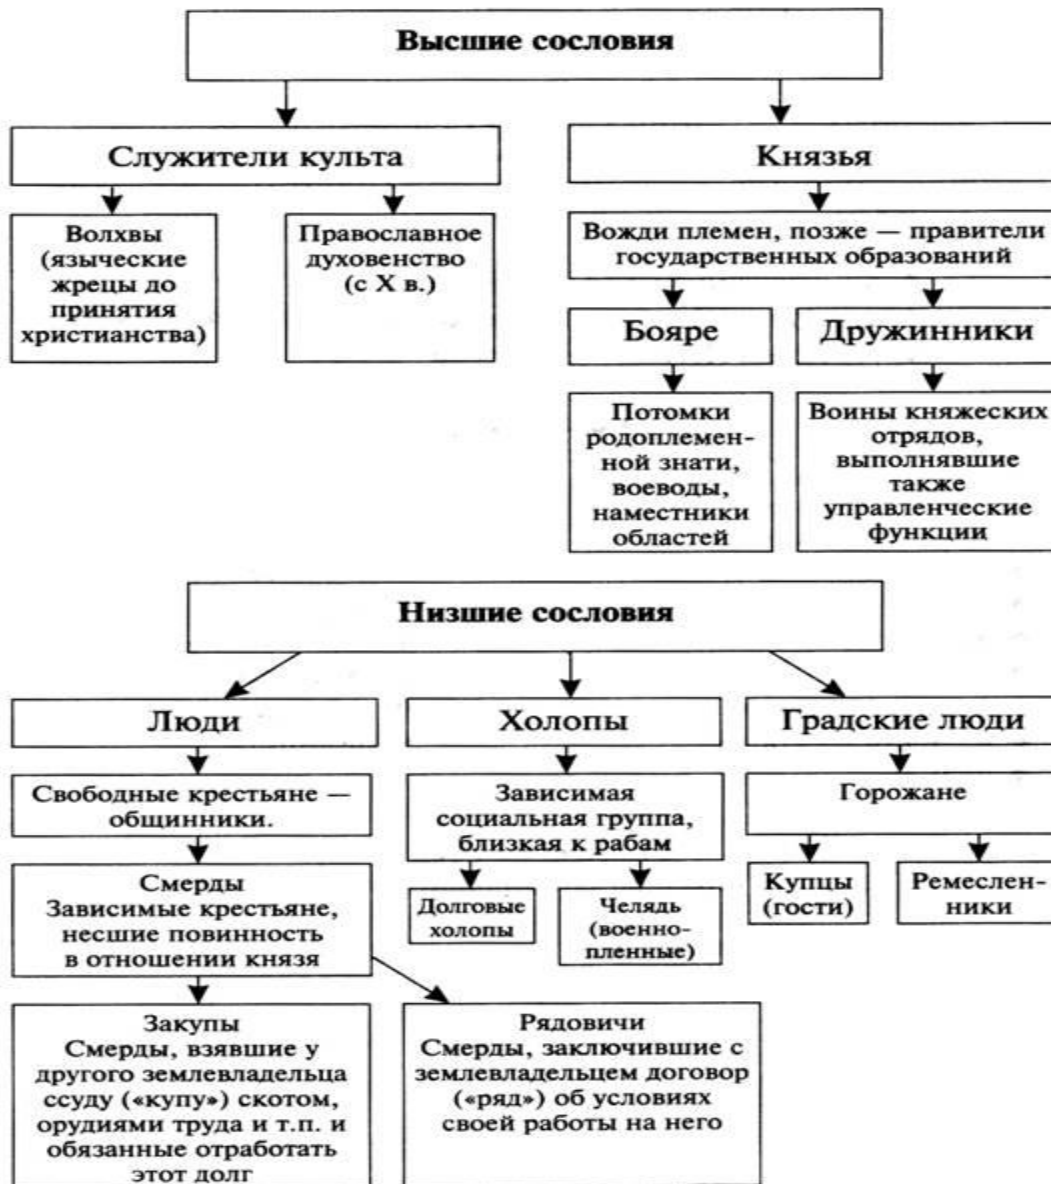 Высшие сословия
Служители культа
Князья
Волхвы
(языческие
жрецы до
принятия
христианства)
Православное
духовенство
(с X в.)
Вожди племен, позже — правители
государственных образований
Бояре
Дружинники
Потомки
родоплемен-
ной знати,
воеводы,
наместники
областей
Воины княжеских
отрядов,
выполнявшие
также
управленческие
функции
Низшие сословия
Люди
Холопы
Градские люди
Свободные крестьяне —
общинники.
Зависимая
социальная группа,
близкая к рабам
Горожане
Смерды
Зависимые крестьяне,
несшие повинность
в отношении князя
Долговые
холопы
Челядь
(военно-
пленные)
Купцы
(гости)
Ремеслен-
ники
Закупы
Смерды, взявшие у
другого землевладельца
ссуду («купу») скотом,
орудиями труда и т.п. и
обязанные отработать
этот долг
Рядовичи
Смерды, заключившие с
землевладельцем договор
(«ряд») об условиях
своей работы на него